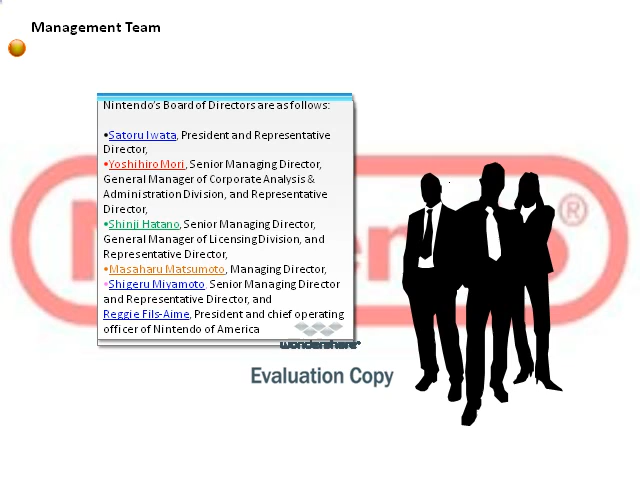 Management Team
Nintendo's Board of Directors are as follows:
•Satoru Iwata, President and Representative
Director,
•Yoshihiro Mori, Senior Managing Director,
General Manager of Corporate Analysis &
Administration Division, and Representative
Director,
•Shinji Hatano, Senior Managing Director,
General Manager of Licensing Division, and
Representative Director,
•Masaharu Matsumoto, Managing Director,
•Shigeru Miyamoto, Senior Managing Director
and Representative Director, and
Reggie Fils-Aime, President and chief operating
officer of Nintendo of America
wondershare
Evaluation Copy
®